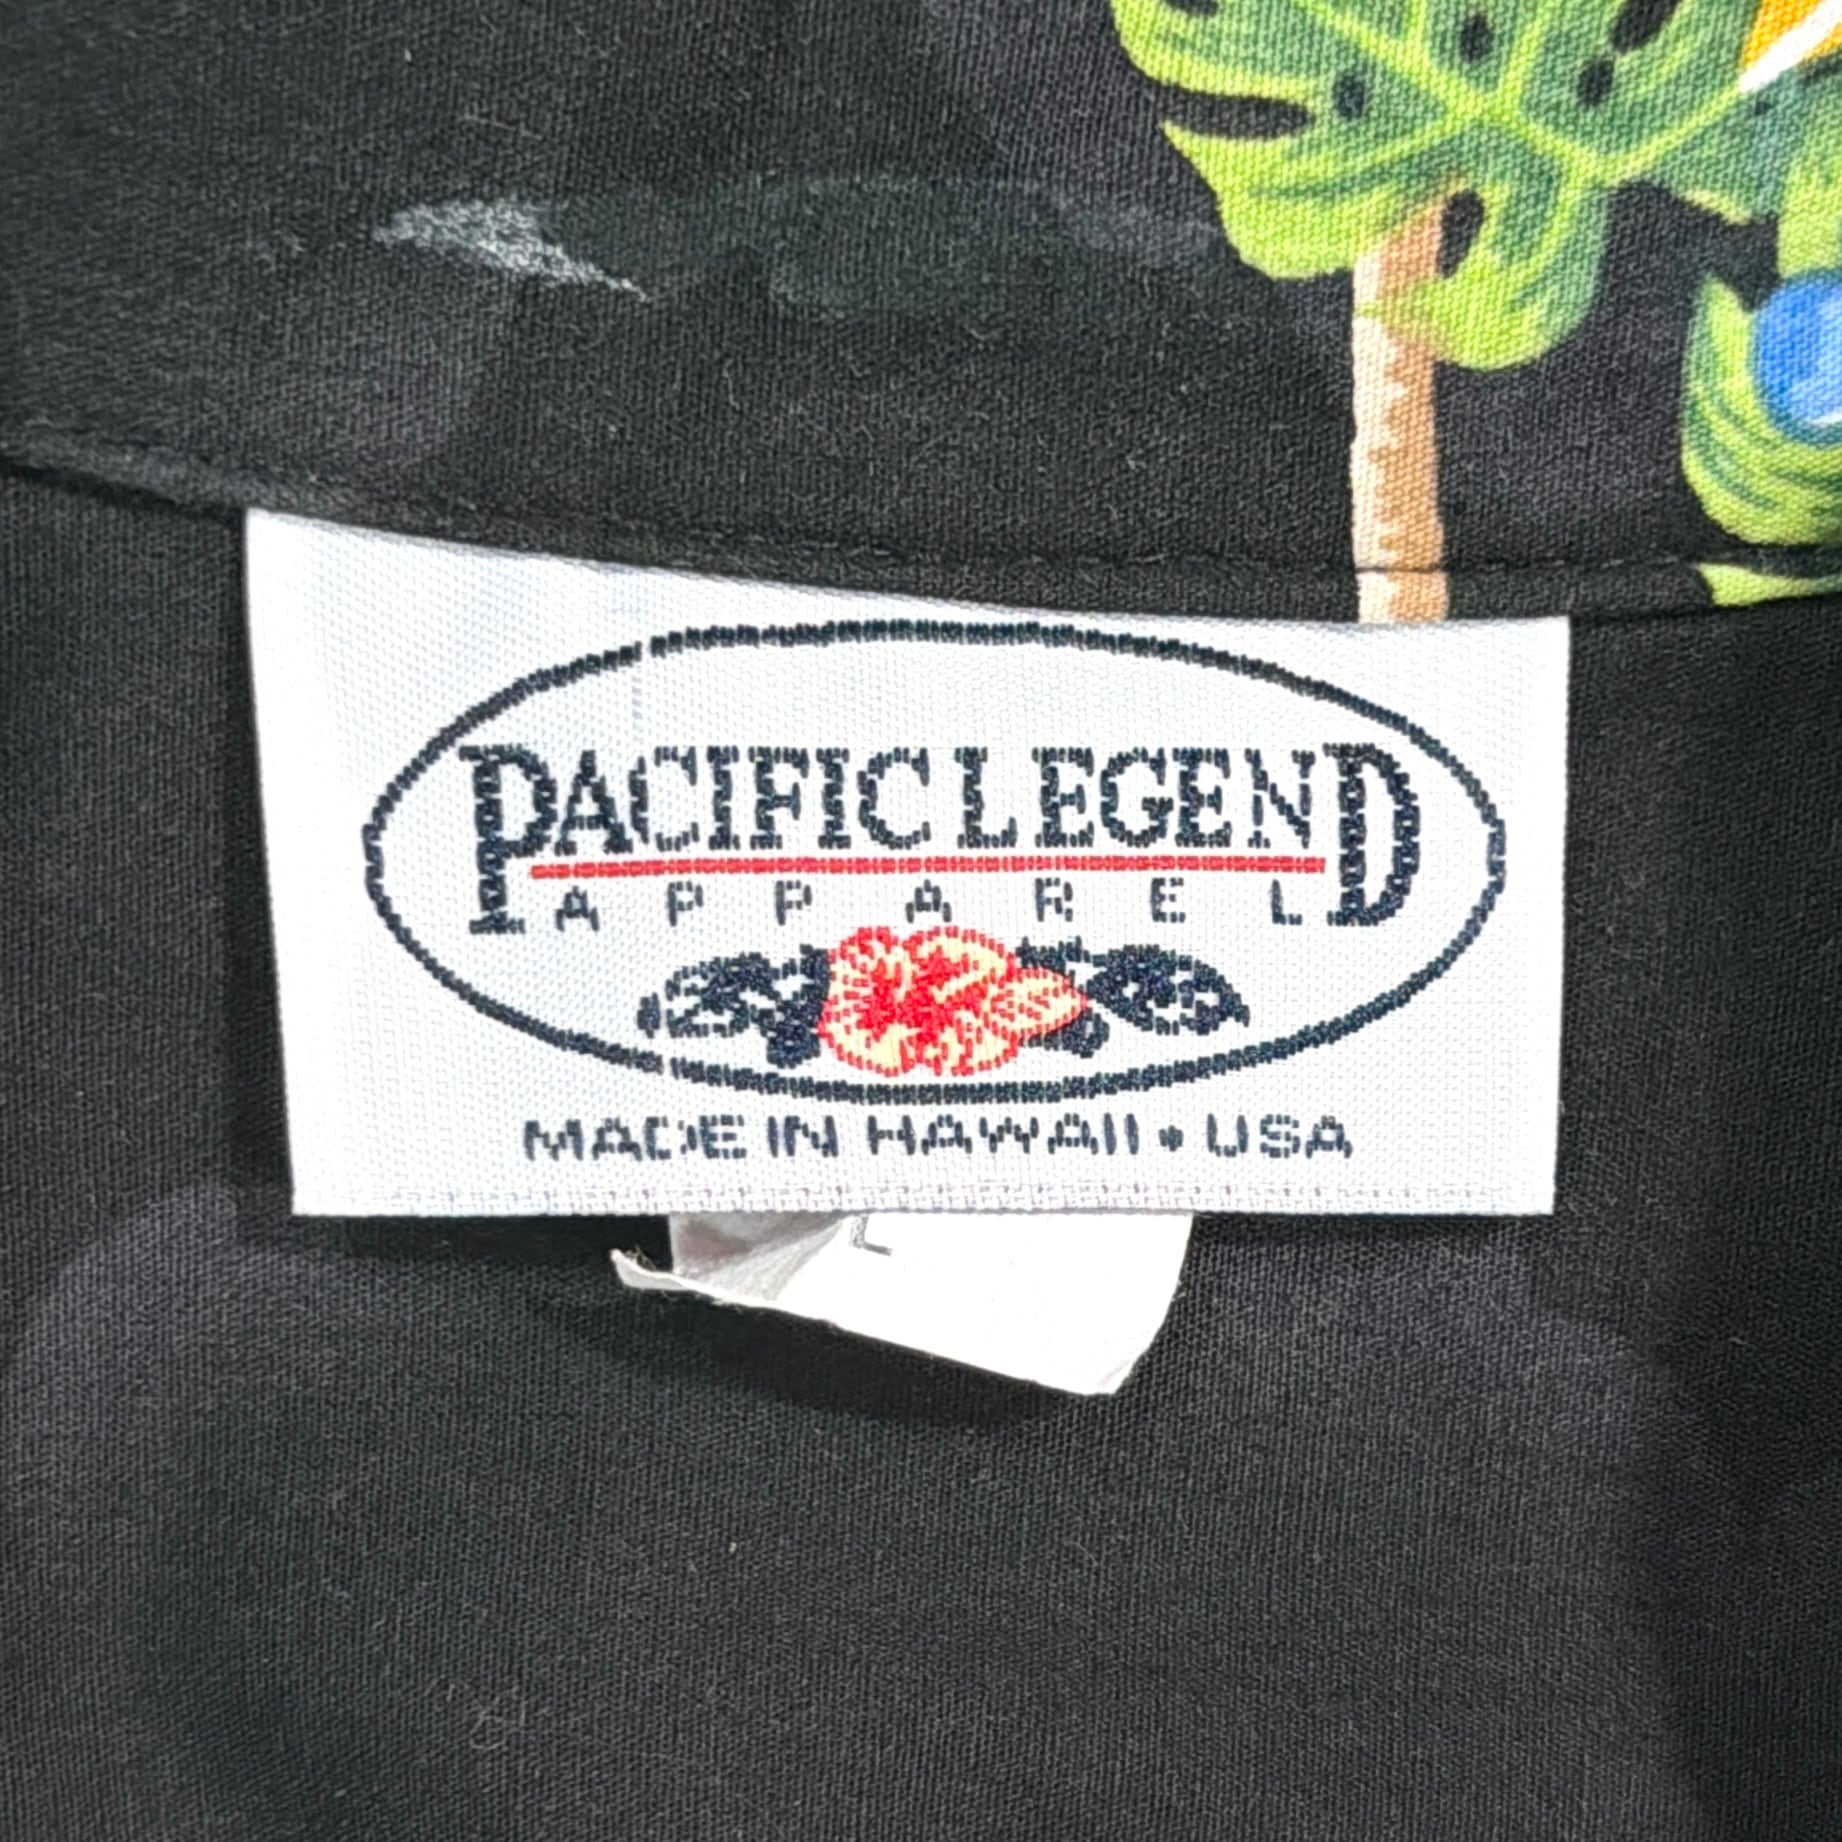 PACIFIC LEGEND
APPAREL
MADE IN HAWAII • USA
L